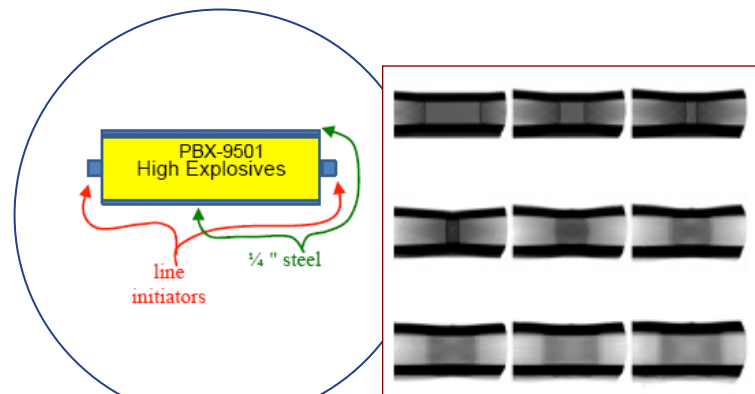 PBX-9501
High Explosives
¼ " steel
line
initiators